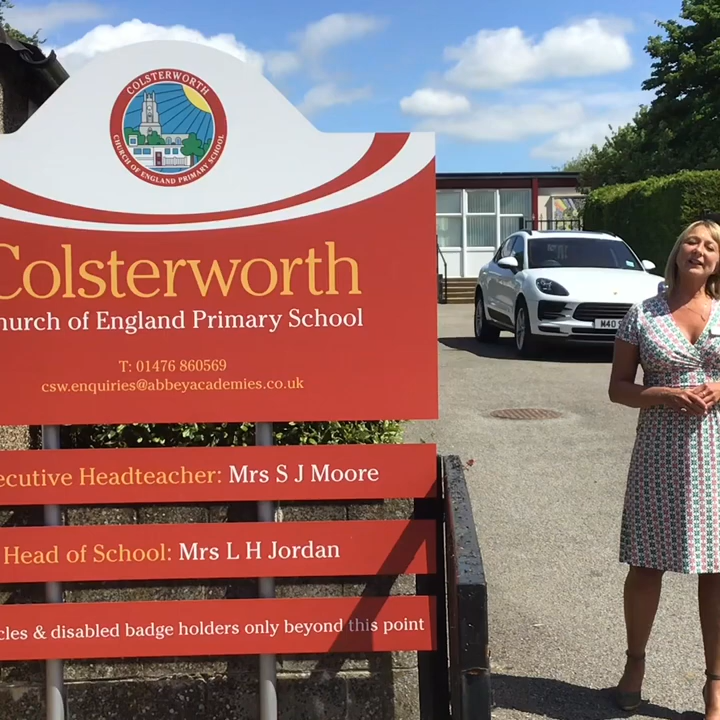 COLSTERWORTH
CHURCH OF ENGLAND PRIMARY SCHOOL
Colsterworth
hurch of England Primary School
T: 01476 860569
csw.enquiries@abbeyacademies.co.uk
ecutive Headteacher: Mrs S J Moore
Head of School: Mrs L H Jordan
cles & disabled badge holders only beyond this point